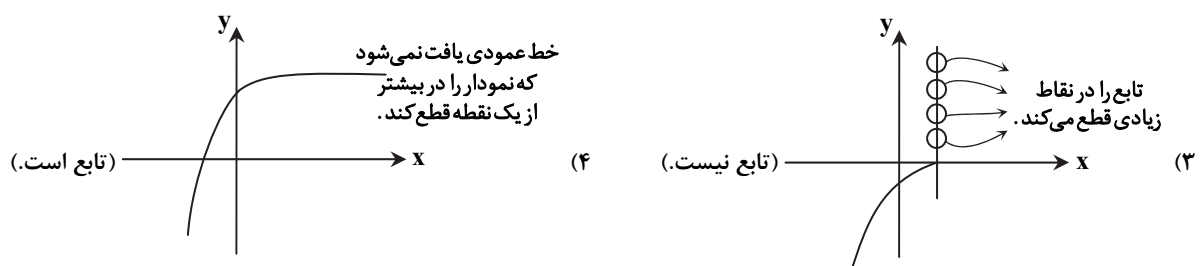 ۳)
y
تابع را در نقاط
زیادی قطع می‌کند.
x
(تابع نیست.)
۴)
y
خط عمودی یافت نمی‌شود
که نمودار را در بیشتر
از یک نقطه قطع کند.
x
(تابع است.)